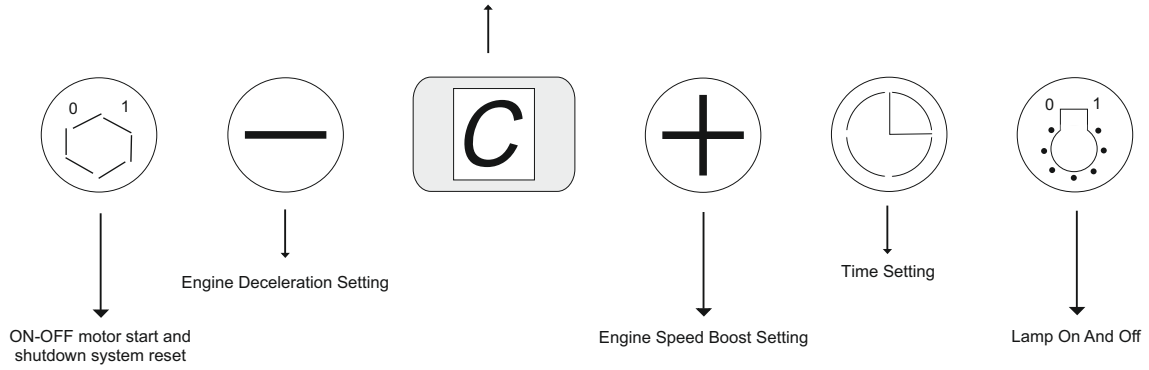 0 1
C
0 1
Engine Deceleration Setting
Time Setting
ON-OFF motor start and
shutdown system reset
Engine Speed Boost Setting
Lamp On And Off